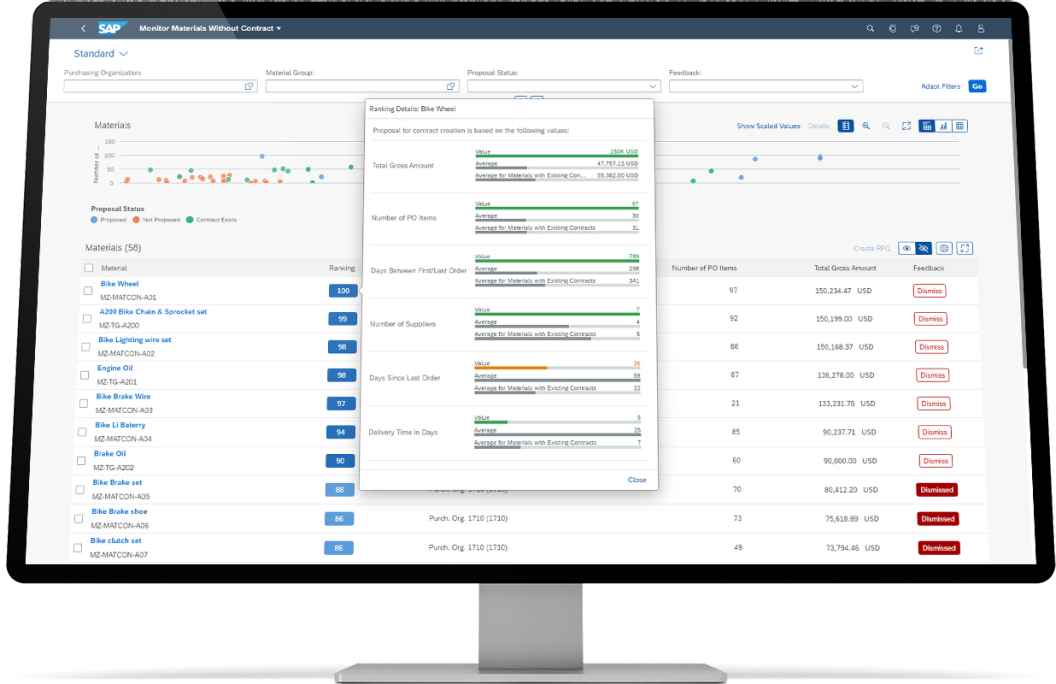 SAP Monitor Materials Without Contract
Standard
Purchasing Organization:
Material Group:
Proposal Status:
Feedback:
Adapt Filters Go
Materials
Show Scaled Values Details
150
100
50
0
Number of ...
Proposal Status
Proposed Not Proposed Contract Exists
Materials (56)
Create RFQ
Material Ranking Number of PO Items Total Gross Amount Feedback
Bike Wheel
MZ-MATCON-A01
100 97 150,234.47 USD Dismiss
A200 Bike Chain & Sprocket set
MZ-TG-A200
99 92 150,199.00 USD Dismiss
Bike Lighting wire set
MZ-MATCON-A02
98 88 150,168.37 USD Dismiss
Engine Oil
MZ-TG-A201
98 87 136,278.00 USD Dismiss
Bike Brake Wire
MZ-MATCON-A03
97 21 133,231.76 USD Dismiss
Bike Li Baterry
MZ-MATCON-A04
94 85 90,237.71 USD Dismiss
Brake Oil
MZ-TG-A202
90 60 90,000.00 USD Dismiss
Bike Brake set
MZ-MATCON-A05
88 70 80,412.20 USD Dismissed
Bike Brake shoe
MZ-MATCON-A06
86 Purch. Org. 1710 (1710) 73 75,618.89 USD Dismissed
Bike clutch set
MZ-MATCON-A07
86 Purch. Org. 1710 (1710) 49 73,794.46 USD Dismissed
Ranking Details: Bike Wheel
Proposal for contract creation is based on the following values:
Total Gross Amount
Value 150K USD
Average 47,757.13 USD
Average for Materials with Existing Con... 55,382.00 USD
Number of PO Items
Value 97
Average 30
Average for Materials with Existing Contracts 31
Days Between First/Last Order
Value 789
Average 298
Average for Materials with Existing Contracts 341
Number of Suppliers
Value 7
Average 4
Average for Materials with Existing Contracts 5
Days Since Last Order
Value 26
Average 59
Average for Materials with Existing Contracts 22
Delivery Time in Days
Value 5
Average 25
Average for Materials with Existing Contracts 7
Close